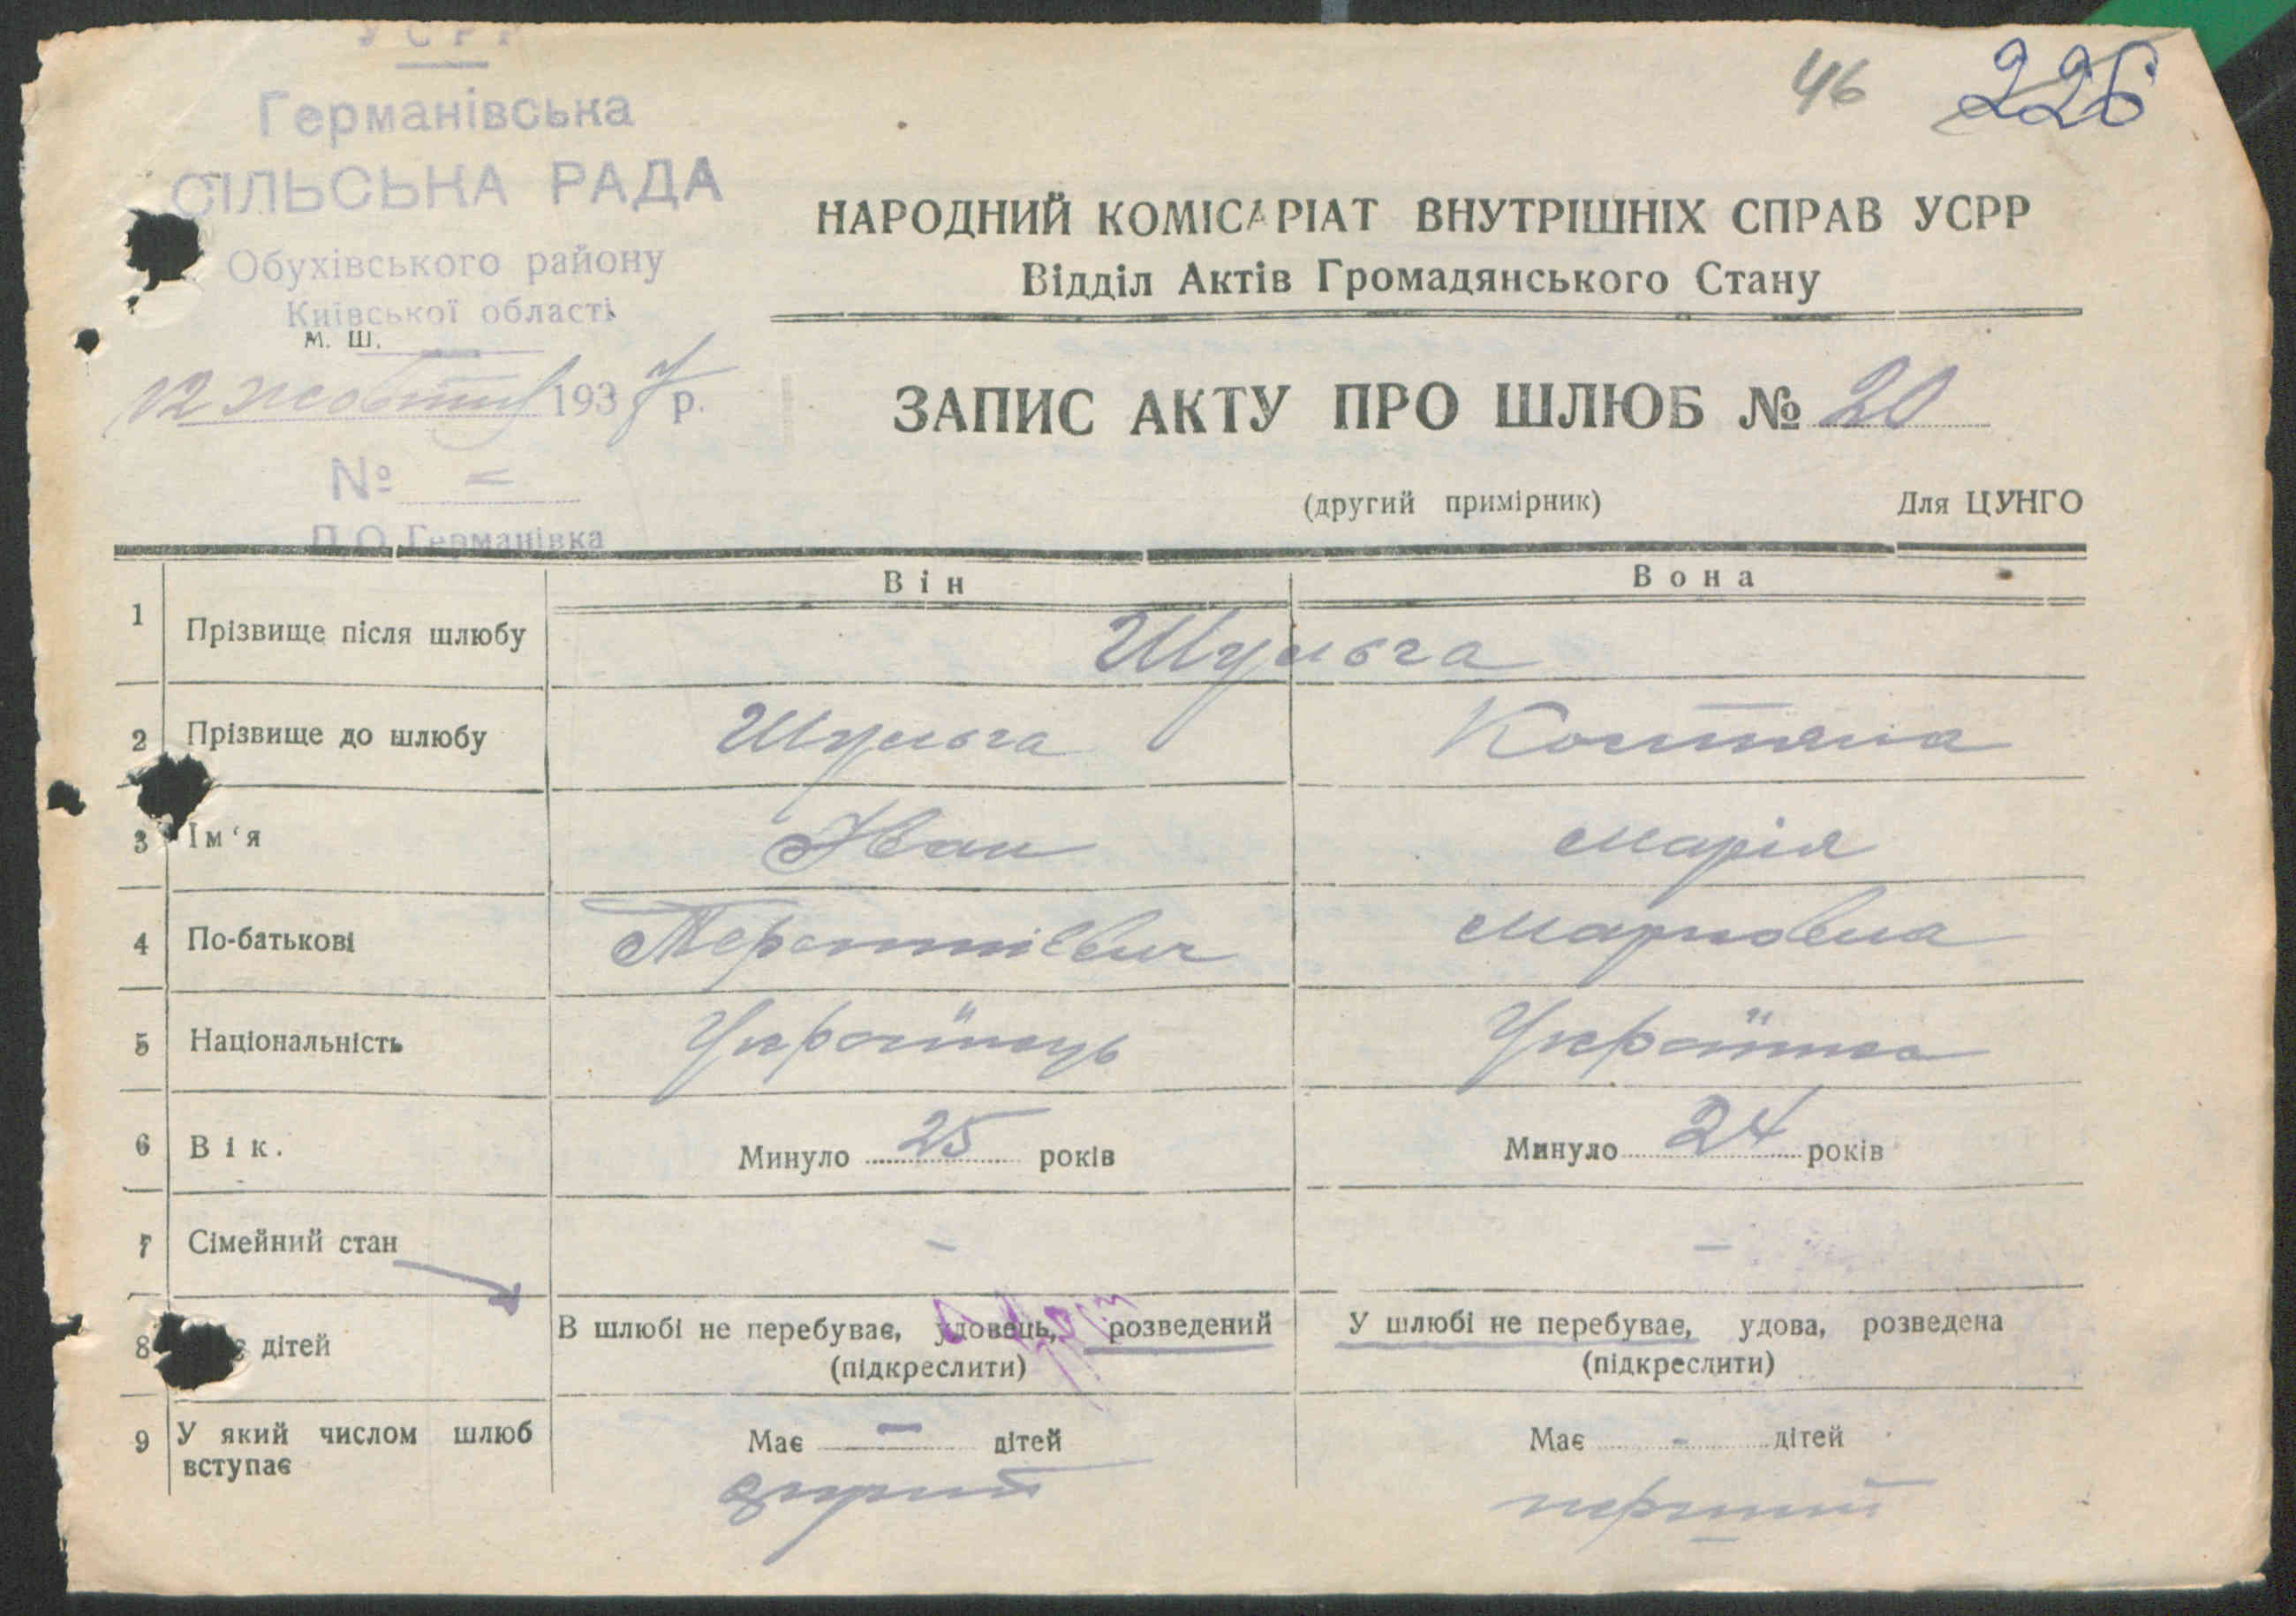 УСРР
46 226
Германівська
СІЛЬСЬКА РАДА
Обухівського району
Київської області
М. Ш.
12 жовтня 1937 р.
№ =
П.О. Германівка
НАРОДНИЙ КОМІСАРІАТ ВНУТРІШНІХ СПРАВ УСРР
Відділ Актів Громадянського Стану
ЗАПИС АКТУ ПРО ШЛЮБ № 20
(другий примірник) Для ЦУНГО
Він Вона
1 Прізвище після шлюбу Шульга
2 Прізвище до шлюбу Шульга
3 Ім'я Іван Марія
4 По-батькові Марковна
5 Національність Українець Українка
6 Вік. Минуло 25 років Минуло 24 років
7 Сімейний стан - -
8 дітей В шлюбі не перебуває, удовець, розведений У шлюбі не перебуває, удова, розведена
(підкреслити) (підкреслити)
9 У який числом шлюб вступає Має - дітей Має - дітей
другий перший